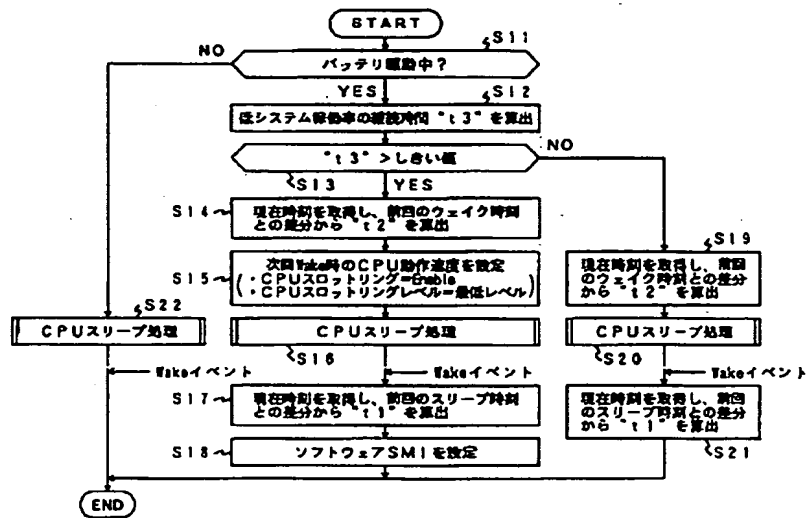 START
S11
NO
バッテリ駆動中?
YES
S12
低システム稼働率の継続時間“t3”を算出
NO
“t3”>しきい値
S13
YES
S14
現在時刻を取得し、前回のウェイク時刻
との差分から“t2”を算出
S19
現在時刻を取得し、前回
のウェイク時刻との差分
から“t2”を算出
S15
次回Wake時のCPU動作速度を設定
(・CPUスロットリング=Enable
・CPUスロットリングレベル=最低レベル)
S22
CPUスリープ処理
CPUスリープ処理
CPUスリープ処理
S16
S20
Wakeイベント
Wakeイベント
Wakeイベント
S17
現在時刻を取得し、前回のスリープ時刻
との差分から“t1”を算出
現在時刻を取得し、前回
のスリープ時刻との差分
から“t1”を算出
S18
ソフトウェアSMIを設定
S21
END